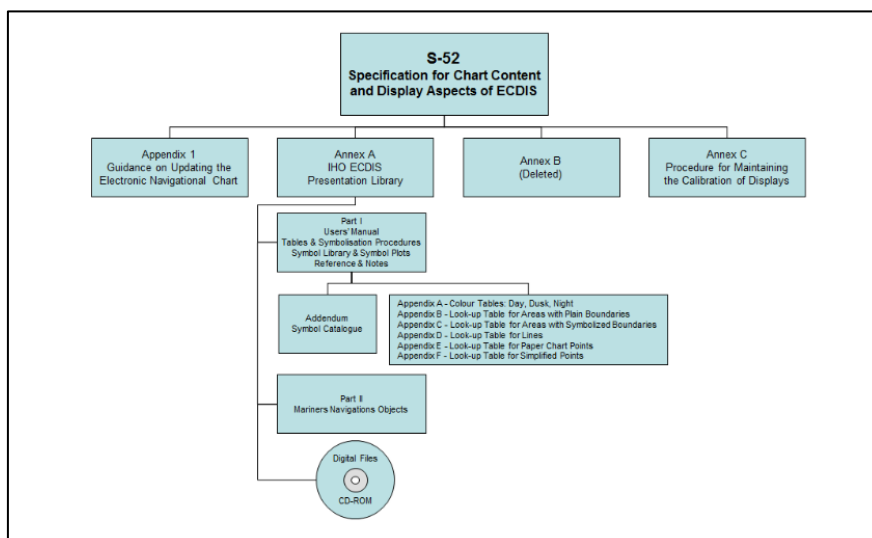 S-52
Specification for Chart Content
and Display Aspects of ECDIS
Appendix 1
Guidance on Updating the
Electronic Navigational Chart
Annex A
IHO ECDIS
Presentation Library
Annex B
(Deleted)
Annex C
Procedure for Maintaining
the Calibration of Displays
Part I
Users' Manual
Tables & Symbolisation Procedures
Symbol Library & Symbol Plots
Reference & Notes
Addendum
Symbol Catalogue
Appendix A - Colour Tables: Day, Dusk, Night
Appendix B - Look-up Table for Areas with Plain Boundaries
Appendix C - Look-up Table for Areas with Symbolized Boundaries
Appendix D - Look-up Table for Lines
Appendix E - Look-up Table for Paper Chart Points
Appendix F - Look-up Table for Simplified Points
Part II
Mariners Navigations Objects
Digital Files
CD-ROM